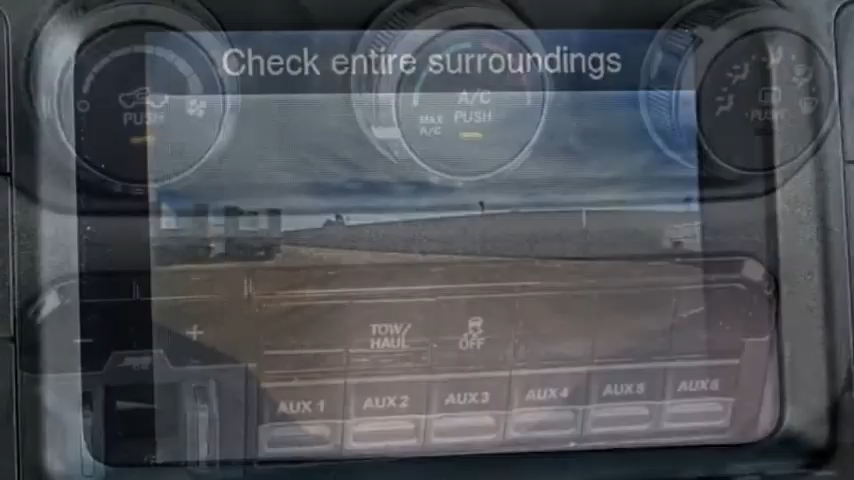 Check entire surroundings
PUSH
A/C
PUSH
MAX
A/C
PUSH
TOW/
HAUL
OFF
- +
AUX 1 AUX 2 AUX 3 AUX 4 AUX 5 AUX 6